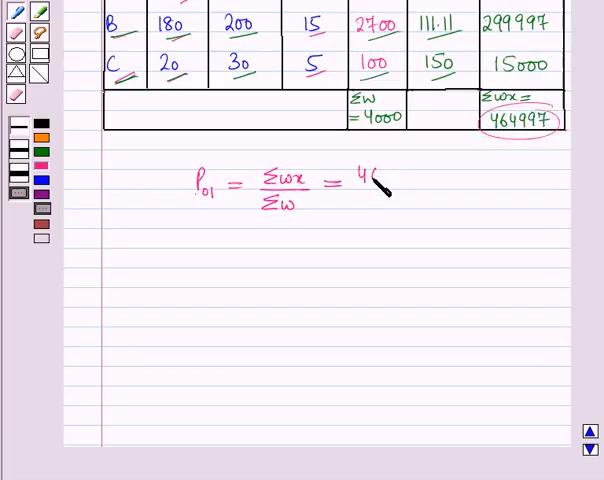 B 180 200 15 2700 111.11 299997
C 20 30 5 100 150 15000
Σw = 4000 Σwx = 464997
P01 = Σwx / Σw = 4